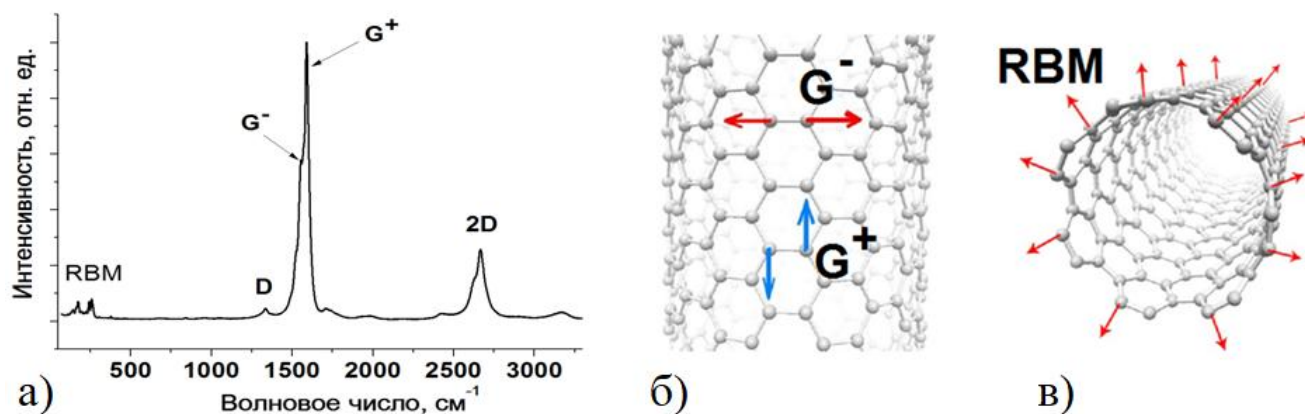 Интенсивность, отн. ед.
G⁺
G⁻
RBM
D
2D
500 1000 1500 2000 2500 3000
Волновое число, см⁻¹
а)
G⁻
G⁺
б)
RBM
в)